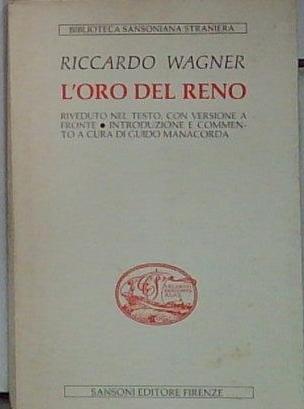 BIBLIOTECA SANSONIANA STRANIERA
RICCARDO WAGNER
L'ORO DEL RENO
RIVEDUTO NEL TESTO, CON VERSIONE A
FRONTE • INTRODUZIONE E COMMEN-
TO A CURA DI GUIDO MANACORDA
SANSONI EDITORE FIRENZE